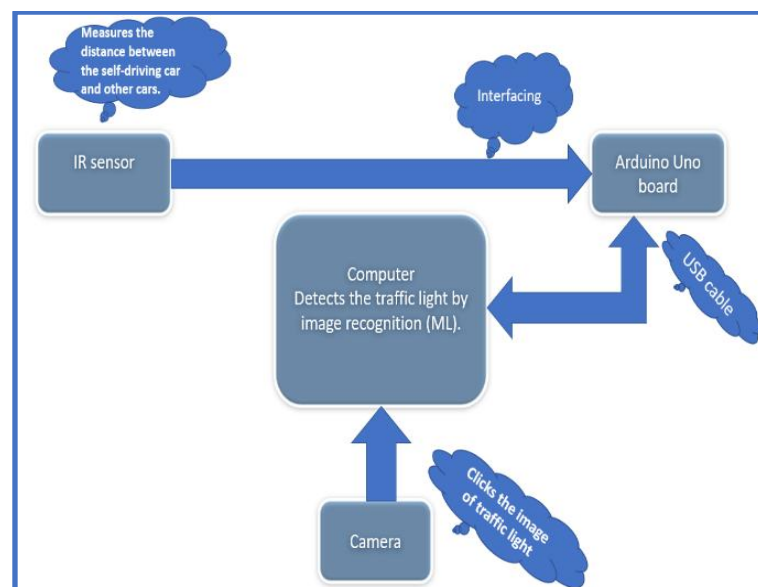 Measures the
distance between
the self-driving car
and other cars.
Interfacing
IR sensor
Arduino Uno
board
Computer
Detects the traffic light by
image recognition (ML).
USB cable
Clicks the image
of traffic light
Camera